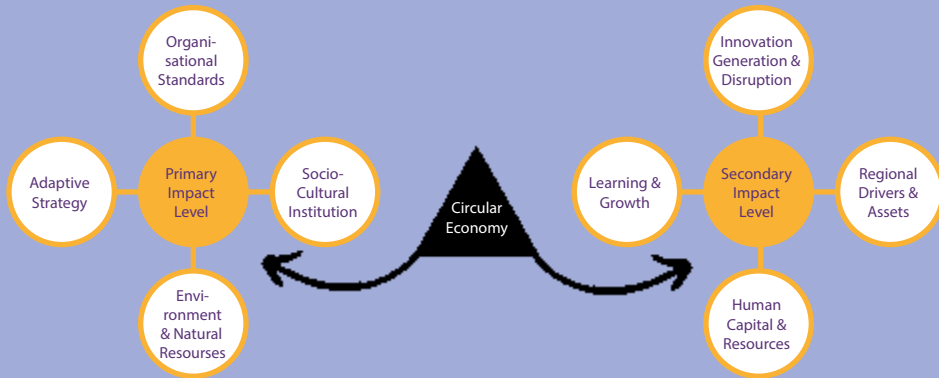 Organi-
sational
Standards
Adaptive
Strategy
Primary
Impact
Level
Socio-
Cultural
Institution
Envi-
ronment
& Natural
Resourses
Circular
Economy
Innovation
Generation &
Disruption
Learning &
Growth
Secondary
Impact
Level
Regional
Drivers &
Assets
Human
Capital &
Resources